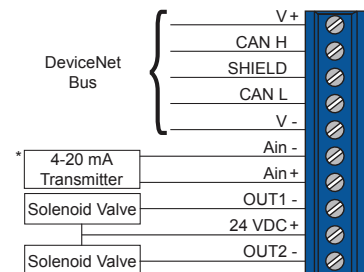 V+
CAN H
DeviceNet
Bus
SHIELD
CAN L
V -
Ain -
* 4-20 mA
Transmitter
Ain+
OUT1 -
Solenoid Valve
24 VDC+
OUT2 -
Solenoid Valve